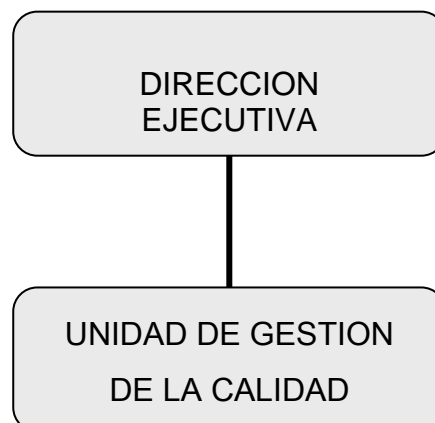 DIRECCION
EJECUTIVA
UNIDAD DE GESTION
DE LA CALIDAD